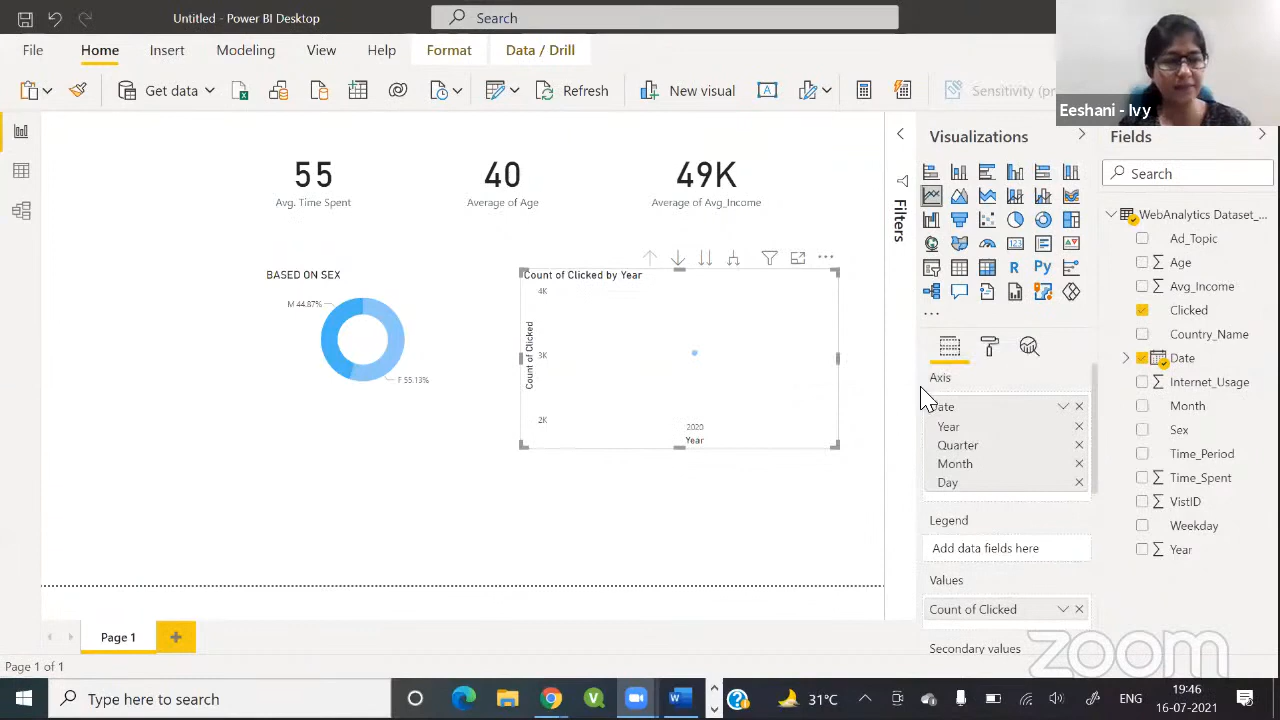 Untitled - Power BI Desktop
Search
File
Home
Insert
Modeling
View
Help
Format
Data / Drill
Eeshani - Ivy
Get data
Refresh
New visual
Sensitivity (pr
Visualizations
Fields
Search
55
Avg. Time Spent
40
Average of Age
49K
Average of Avg_Income
Filters
BASED ON SEX
M 44.87%
F 55.13%
Count of Clicked by Year
4K
3K
2K
Count of Clicked
2020
Year
R
Py
123
Axis
Date
Year
Quarter
Month
Day
Legend
Add data fields here
Values
Count of Clicked
Secondary values
WebAnalytics Dataset_...
Ad_Topic
Age
Avg_Income
Clicked
Country_Name
Date
Internet_Usage
Month
Sex
Time_Period
Time_Spent
VistID
Weekday
Year
zoom
Page 1
Page 1 of 1
Type here to search
31°C
ENG
19:46
16-07-2021